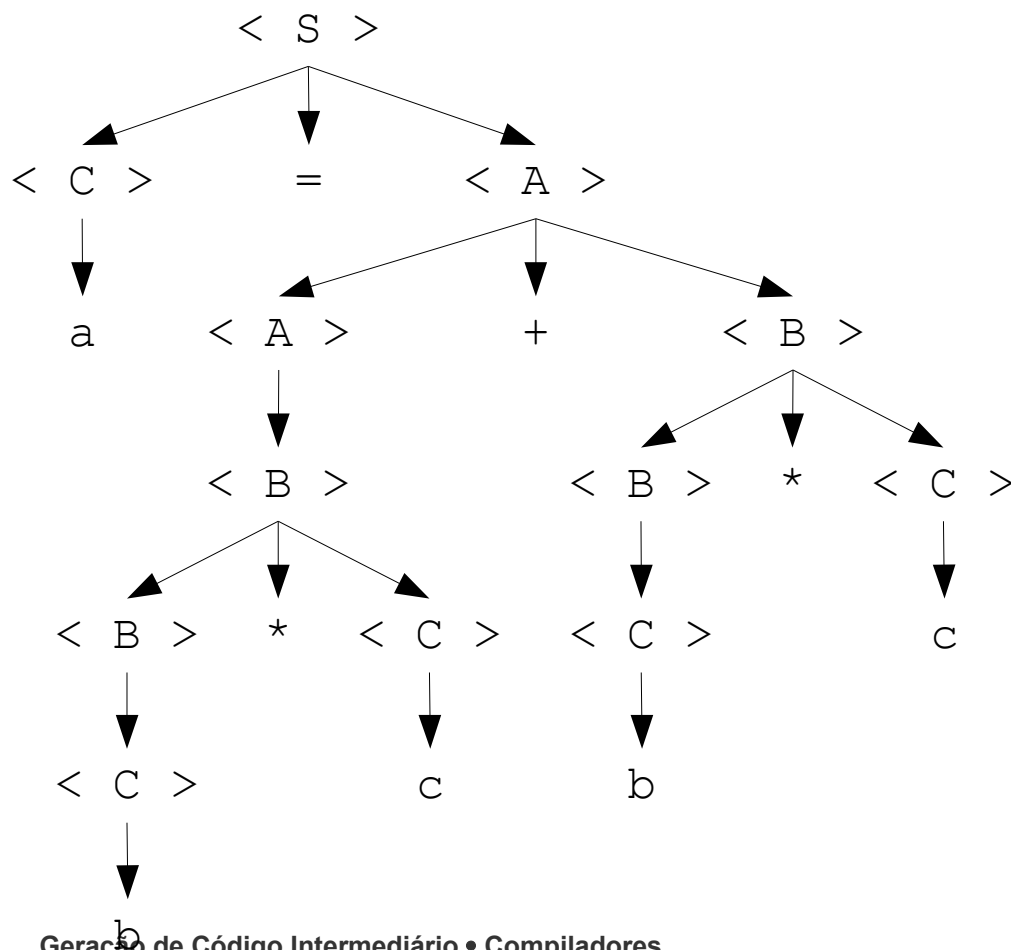 < S >
< C > = < A >
a < A > + < B >
< B > < B > * < C >
< B > * < C > < C > c
< C > c b
b
Geração de Código Intermediário • Compiladores